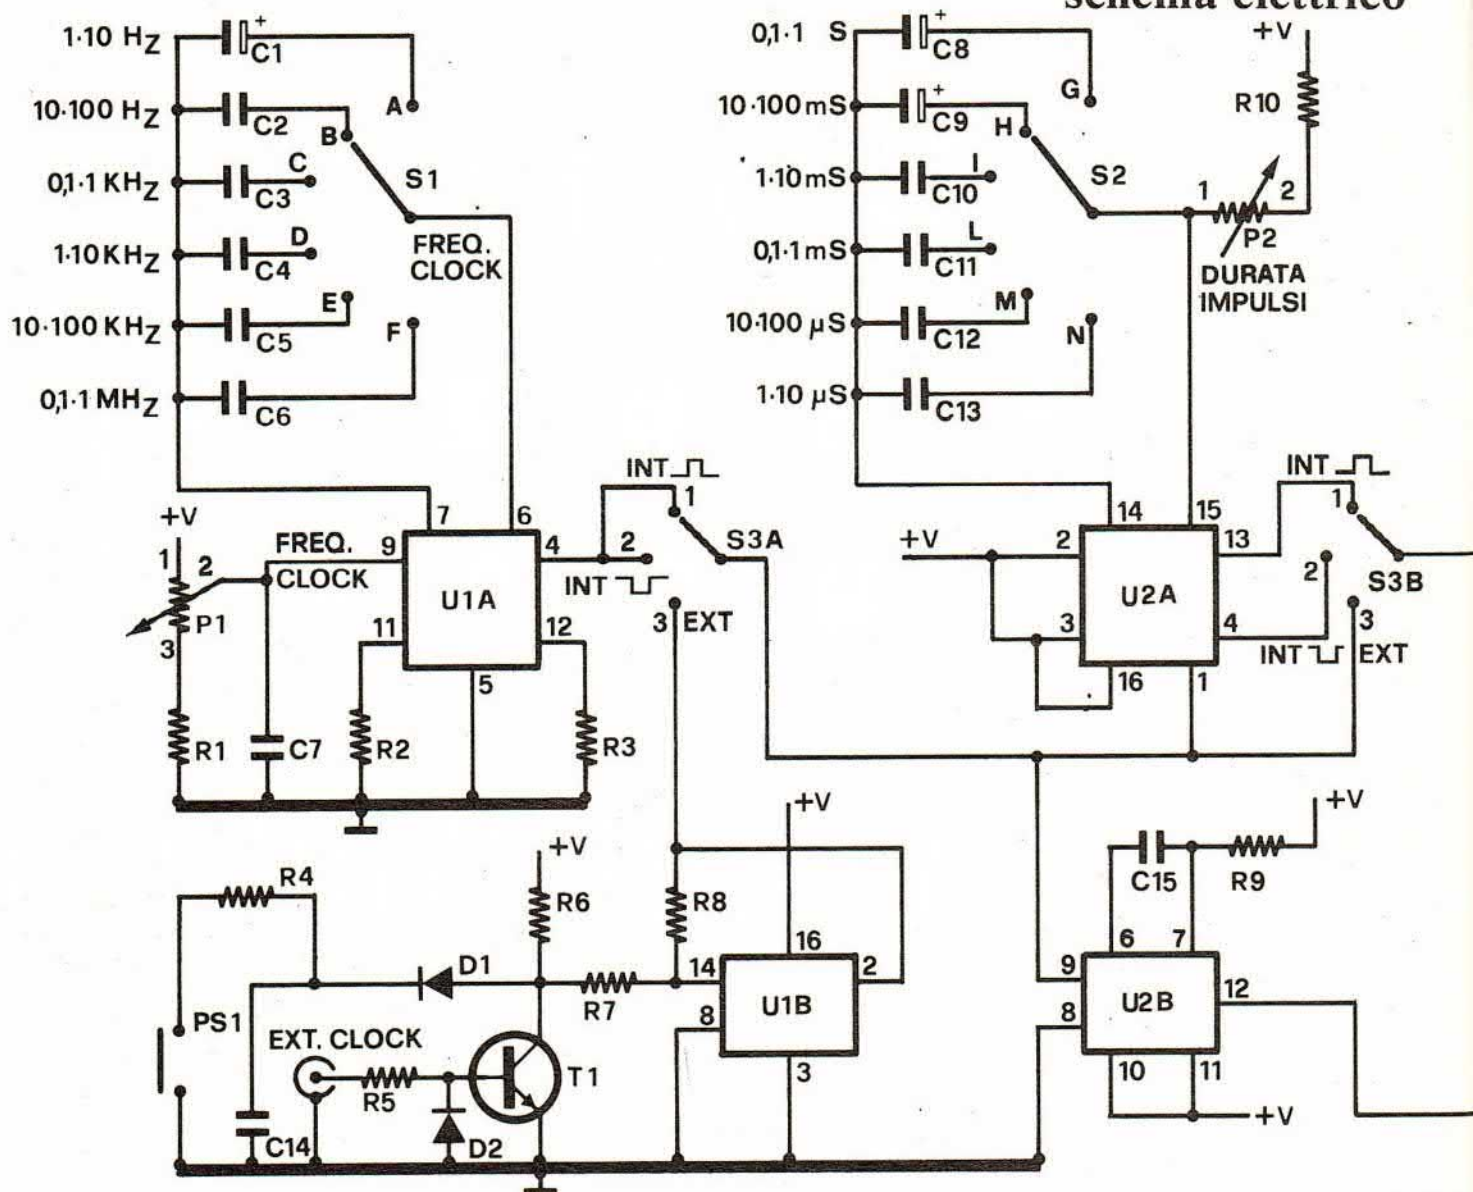 schema elettrico
1·10 HZ
C1
+
A
10·100 HZ
C2
B
0,1·1 KHZ
C3
C
S1
1·10 KHZ
C4
D
FREQ.
CLOCK
10·100 KHZ
C5
E
F
0,1·1 MHZ
C6
0,1·1 S
C8
+
G
10·100 mS
C9
+
H
1·10 mS
C10
I
S2
0,1·1 mS
C11
L
10·100 µS
C12
M
N
1·10 µS
C13
+V
R10
1
2
P2
DURATA
IMPULSI
+V
1
2
P1
3
FREQ.
CLOCK
7
6
9
4
U1A
11
12
5
R1
C7
R2
R3
INT
1
2
INT
S3A
3 EXT
+V
14
15
2
13
U2A
3
4
16
1
INT
1
2
S3B
3
INT
EXT
R4
+V
R6
R8
D1
R7
PS1
EXT. CLOCK
R5
T1
C14
D2
+V
16
14
2
U1B
8
3
+V
C15
R9
6
7
9
12
U2B
8
10
11
+V